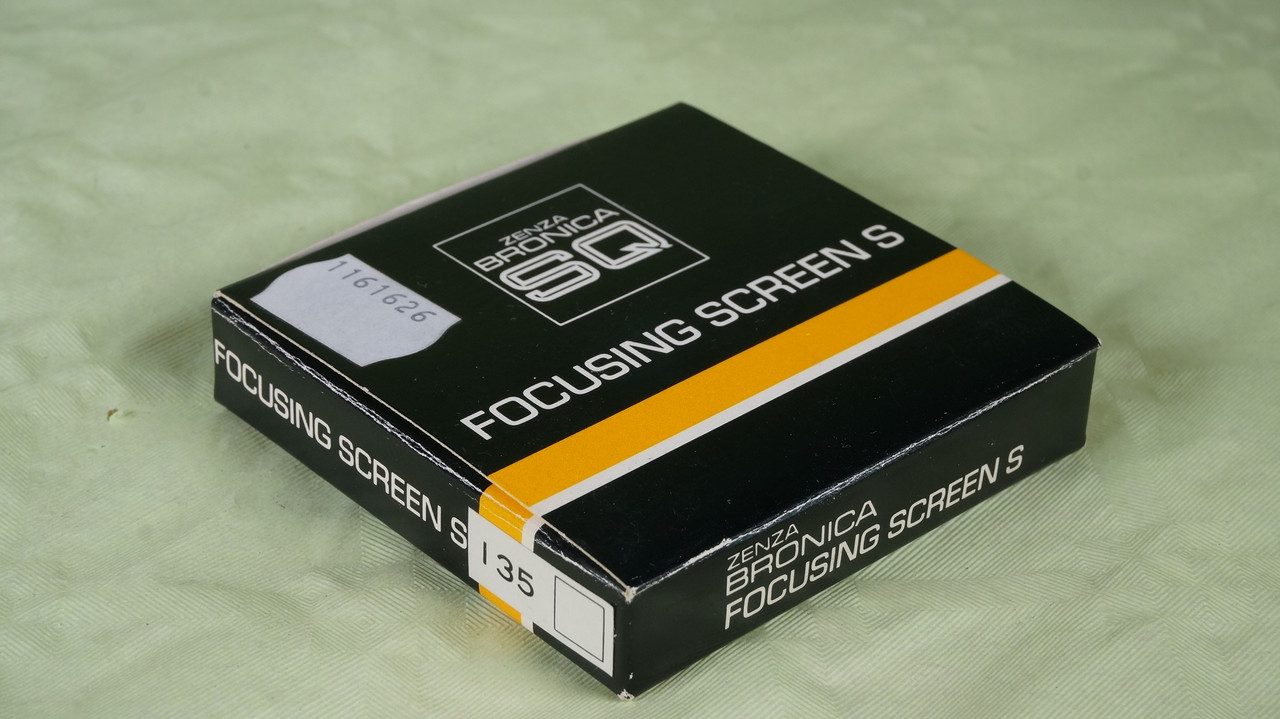 1161626
ZENZA
BRONICA
SQ
FOCUSING SCREEN S
FOCUSING SCREEN S
135
ZENZA
BRONICA
FOCUSING SCREEN S